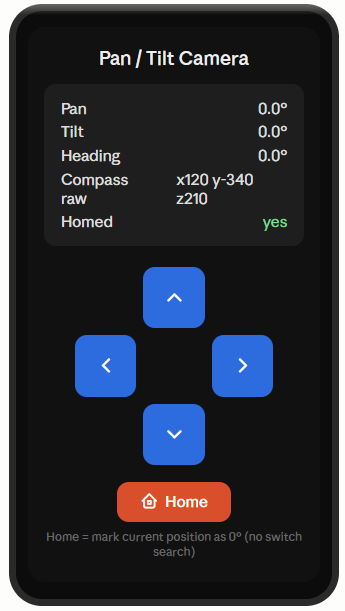 Pan / Tilt Camera
Pan 0.0°
Tilt 0.0°
Heading 0.0°
Compass raw x120 y-340 z210
Homed yes
Home
Home = mark current position as 0° (no switch
search)